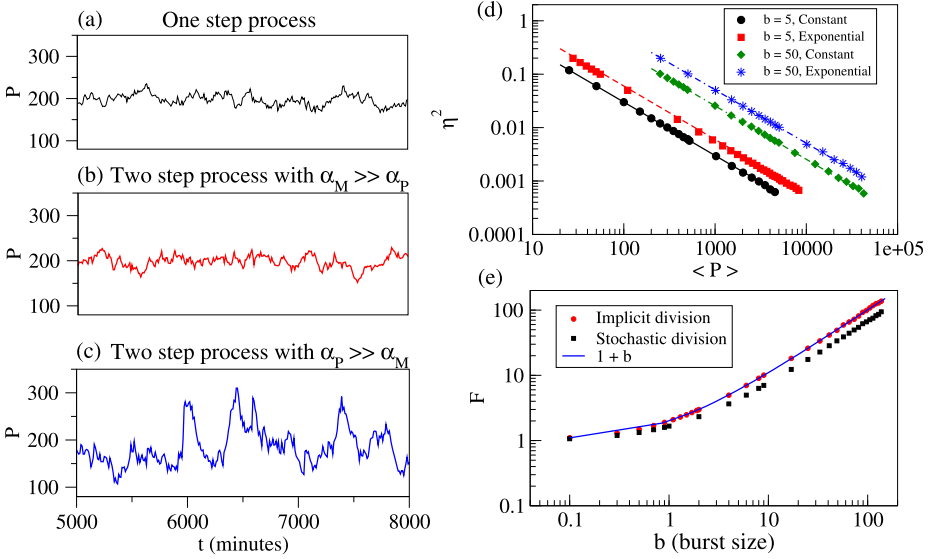 (a) One step process
350
300
200
100
P
(b) Two step process with α_M >> α_P
300
200
100
P
(c) Two step process with α_P >> α_M
300
200
100
P
5000 6000 7000 8000
t (minutes)
(d)
1
0.1
0.01
0.001
0.0001
η²
b = 5, Constant
b = 5, Exponential
b = 50, Constant
b = 50, Exponential
10 100 1000 10000 1e+05
< P >
(e)
100
10
1
0.1
F
Implicit division
Stochastic division
1 + b
0.1 1 10 100
b (burst size)